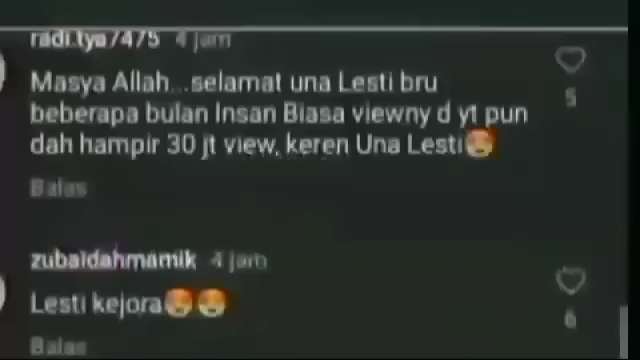 radi.tya7475 4 jam
Masya Allah...selamat una Lesti bru
beberapa bulan Insan Biasa viewny d yt pun
dah hampir 30 jt view, keren Una Lesti🥰
5
Balas
zubaidahmamik 4 jam
Lesti kejora🥰🥰
6
Balas